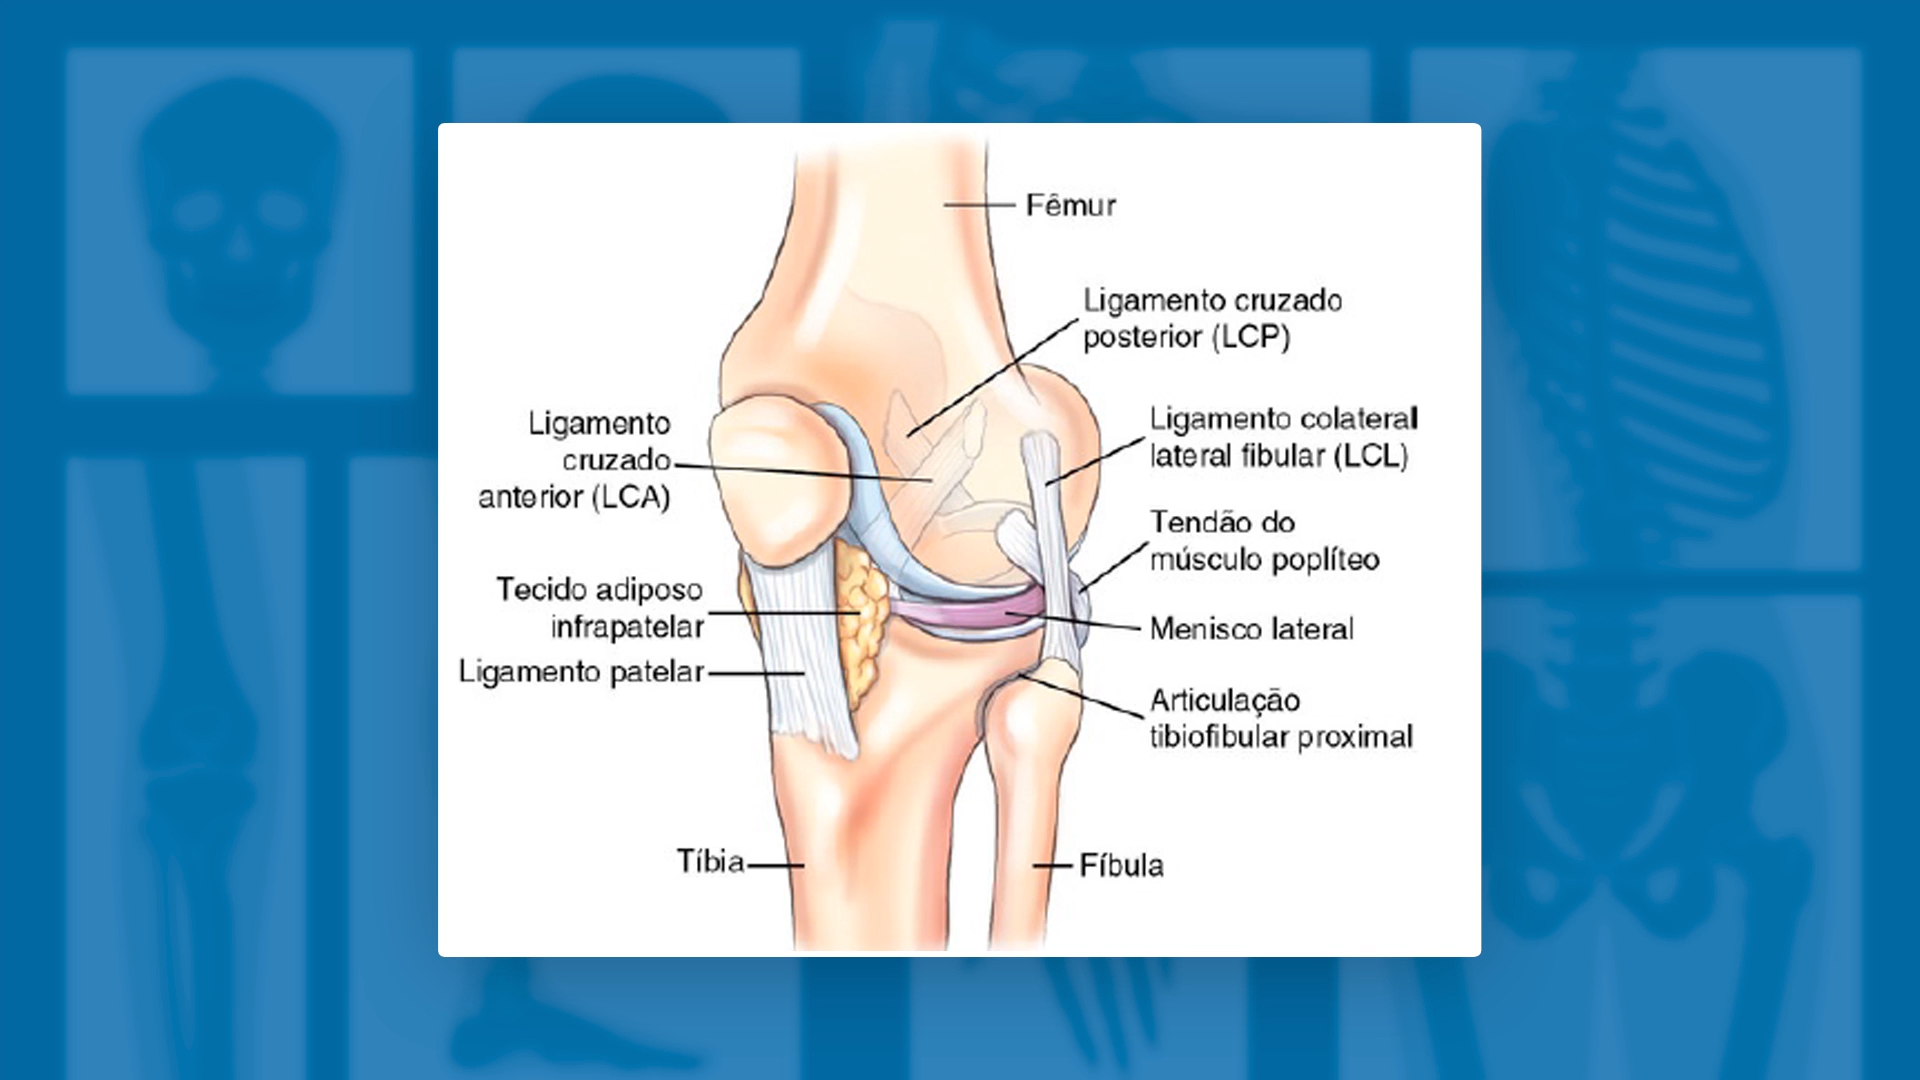 Fêmur
Ligamento cruzado
posterior (LCP)
Ligamento
cruzado
anterior (LCA)
Ligamento colateral
lateral fibular (LCL)
Tendão do
músculo poplíteo
Tecido adiposo
infrapatelar
Menisco lateral
Ligamento patelar
Articulação
tibiofibular proximal
Tíbia
Fíbula